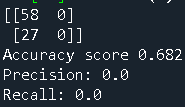 [[58  0]
 [27  0]]
Accuracy score 0.682
Precision: 0.0
Recall: 0.0